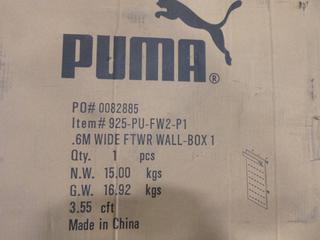 PUMA®
PO# 0082885
Item# 925-PU-FW2-P1
.6M WIDE FTWR WALL-BOX 1
Qty. 1 pcs
N.W. 15.00 kgs
G.W. 16.92 kgs
3.55 cft
Made in China